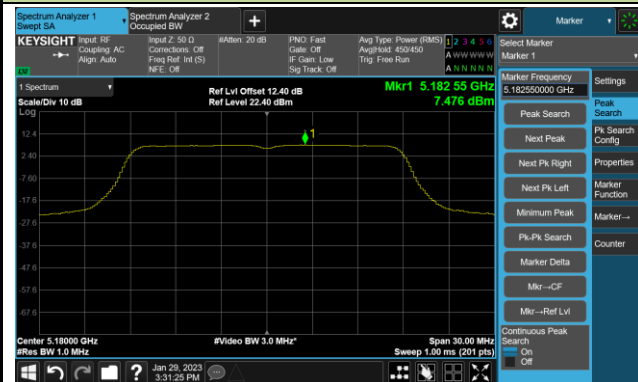 Spectrum Analyzer 1
Swept SA
Spectrum Analyzer 2
Occupied BW
Marker
KEYSIGHT
Input: RF
Coupling: AC
Align: Auto
Input Z: 50 Ω
Corrections: Off
Freq Ref: Int (S)
NFE: Off
#Atten: 20 dB
PNO: Fast
Gate: Off
IF Gain: Low
Sig Track: Off
Avg Type: Power (RMS)
Avg|Hold: 450/450
Trig: Free Run
1 2 3 4 5 6
A W W W W W
A N N N N N
LXI
Select Marker
Marker 1
1 Spectrum
Scale/Div 10 dB
Log
Ref Lvl Offset 12.40 dB
Ref Level 22.40 dBm
Mkr1 5.182 55 GHz
7.476 dBm
12.4
2.40
-7.60
-17.6
-27.6
-37.6
-47.6
-57.6
-67.6
1
Center 5.18000 GHz
#Res BW 1.0 MHz
#Video BW 3.0 MHz*
Span 30.00 MHz
Sweep 1.00 ms (201 pts)
Marker Frequency
5.182550000 GHz
Peak Search
Next Peak
Next Pk Right
Next Pk Left
Minimum Peak
Pk-Pk Search
Marker Delta
Mkr→CF
Mkr→Ref Lvl
Continuous Peak
Search
On
Off
Settings
Peak
Search
Pk Search
Config
Properties
Marker
Function
Marker→
Counter
?
Jan 29, 2023
3:31:25 PM